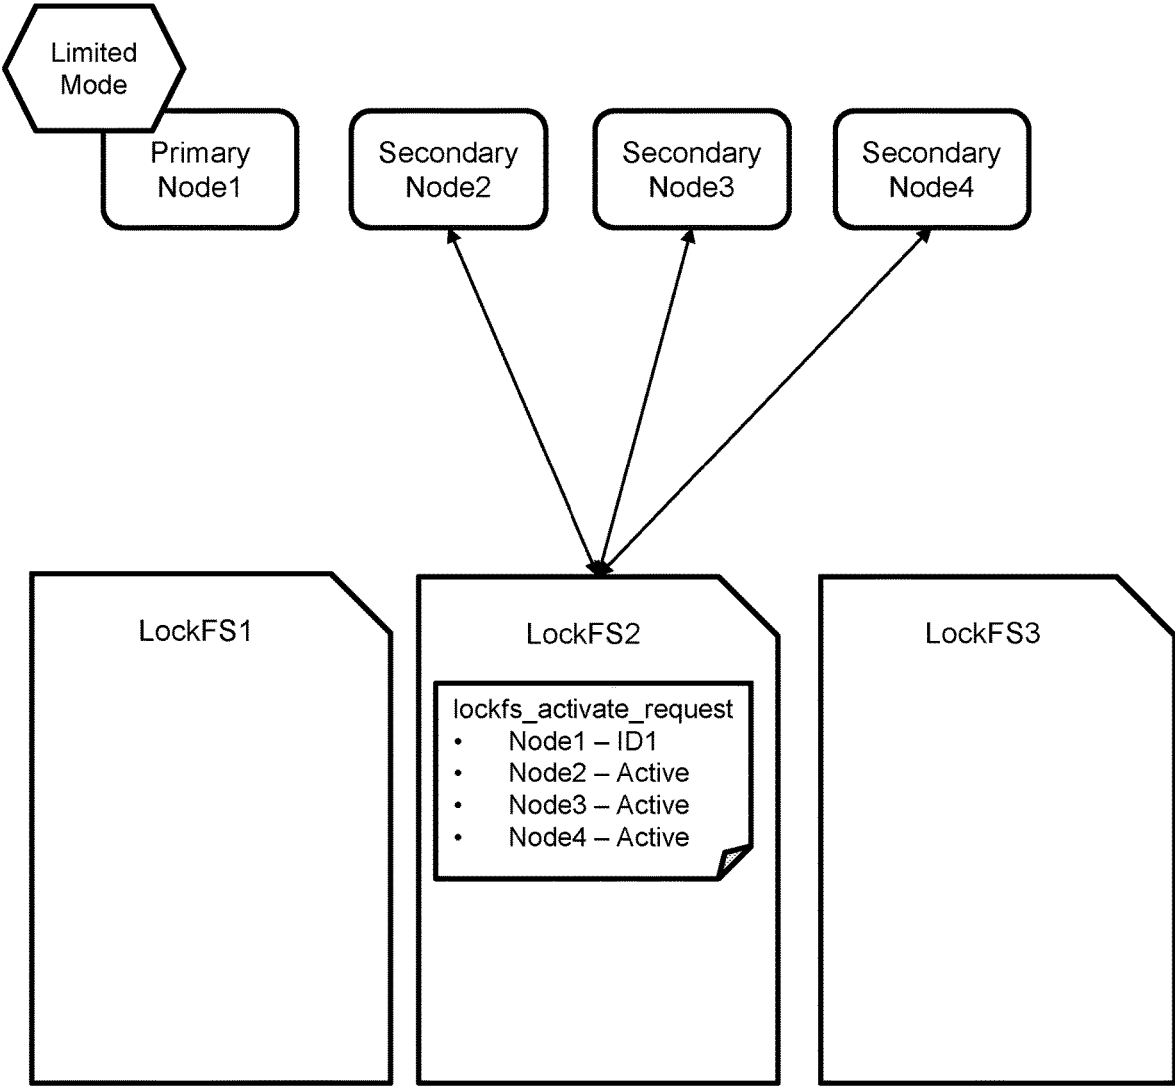 Limited
Mode
Primary
Node1
Secondary
Node2
Secondary
Node3
Secondary
Node4
LockFS1
LockFS2
LockFS3
lockfs_activate_request
• Node1 – ID1
• Node2 – Active
• Node3 – Active
• Node4 – Active